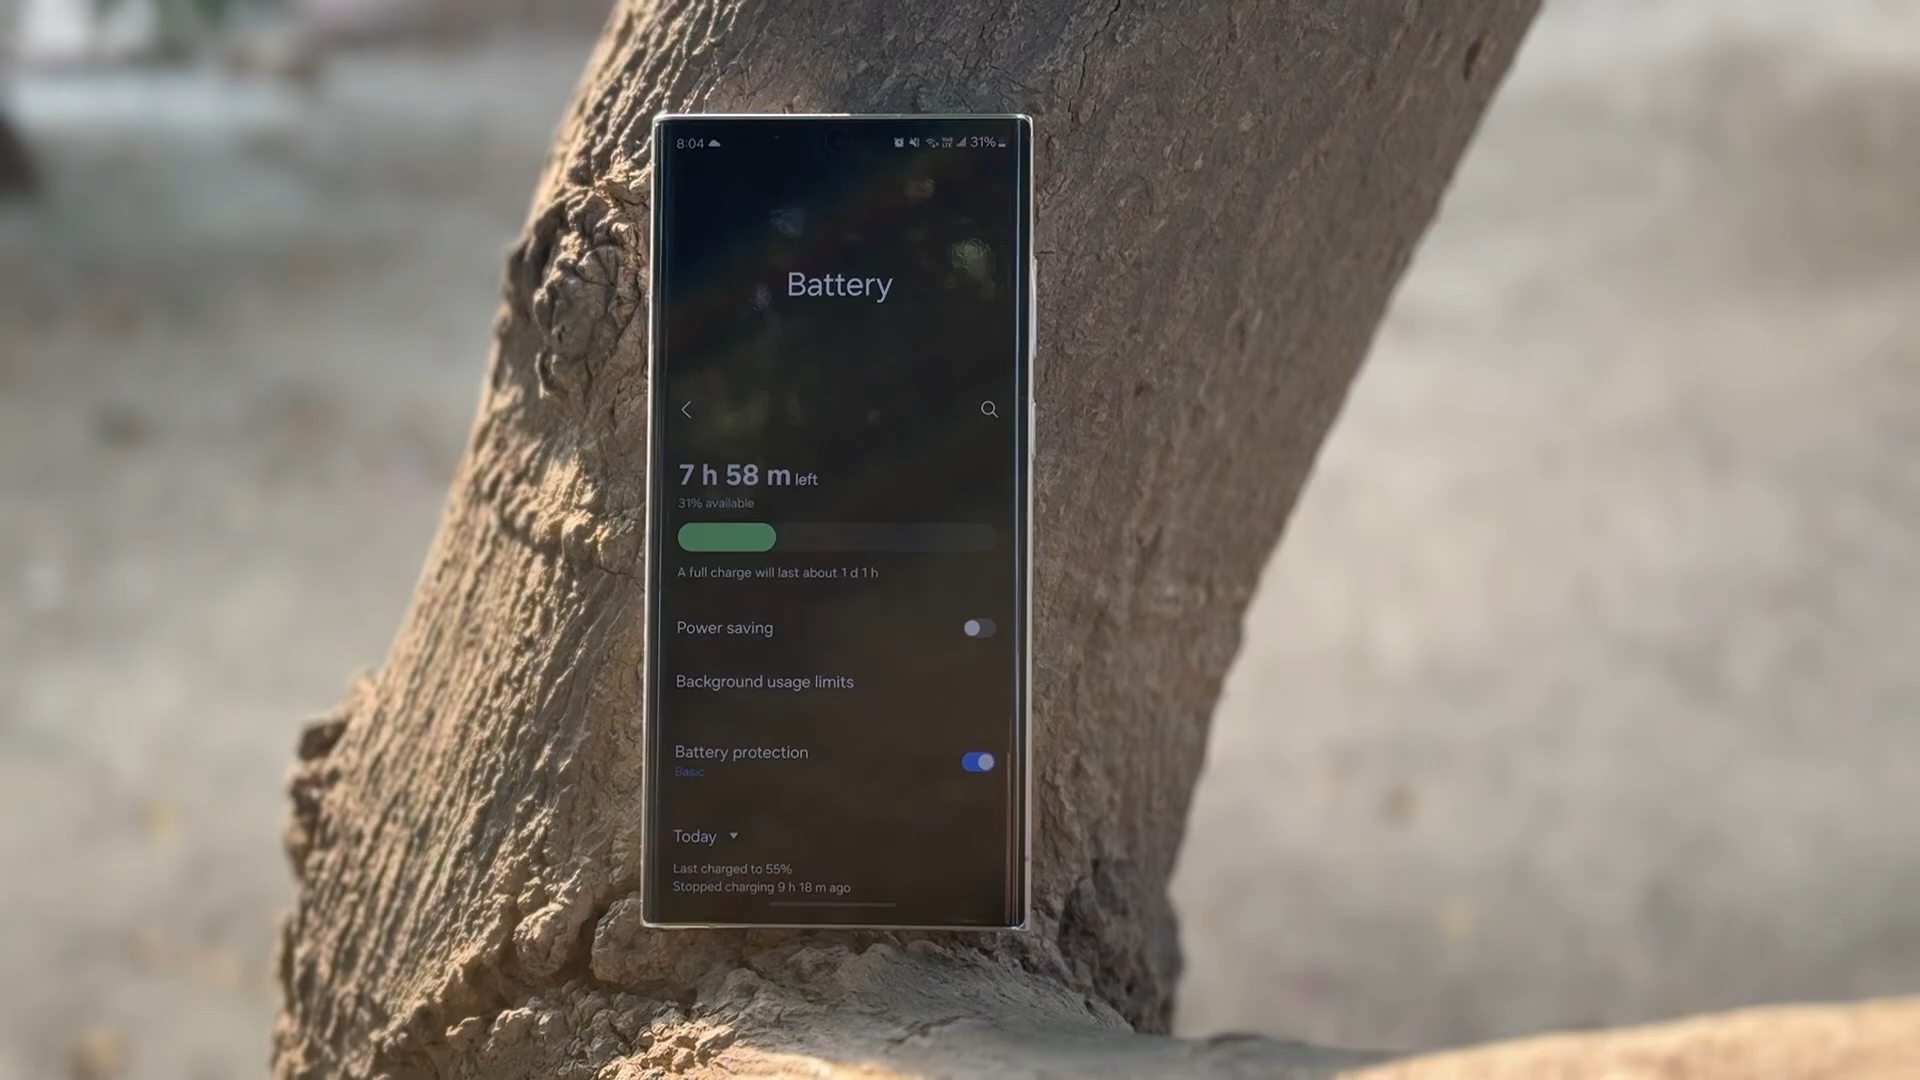 8:04 31%
Battery
7 h 58 m left
31% available
A full charge will last about 1 d 1 h
Power saving
Background usage limits
Battery protection
Basic
Today
Last charged to 55%
Stopped charging 9 h 18 m ago